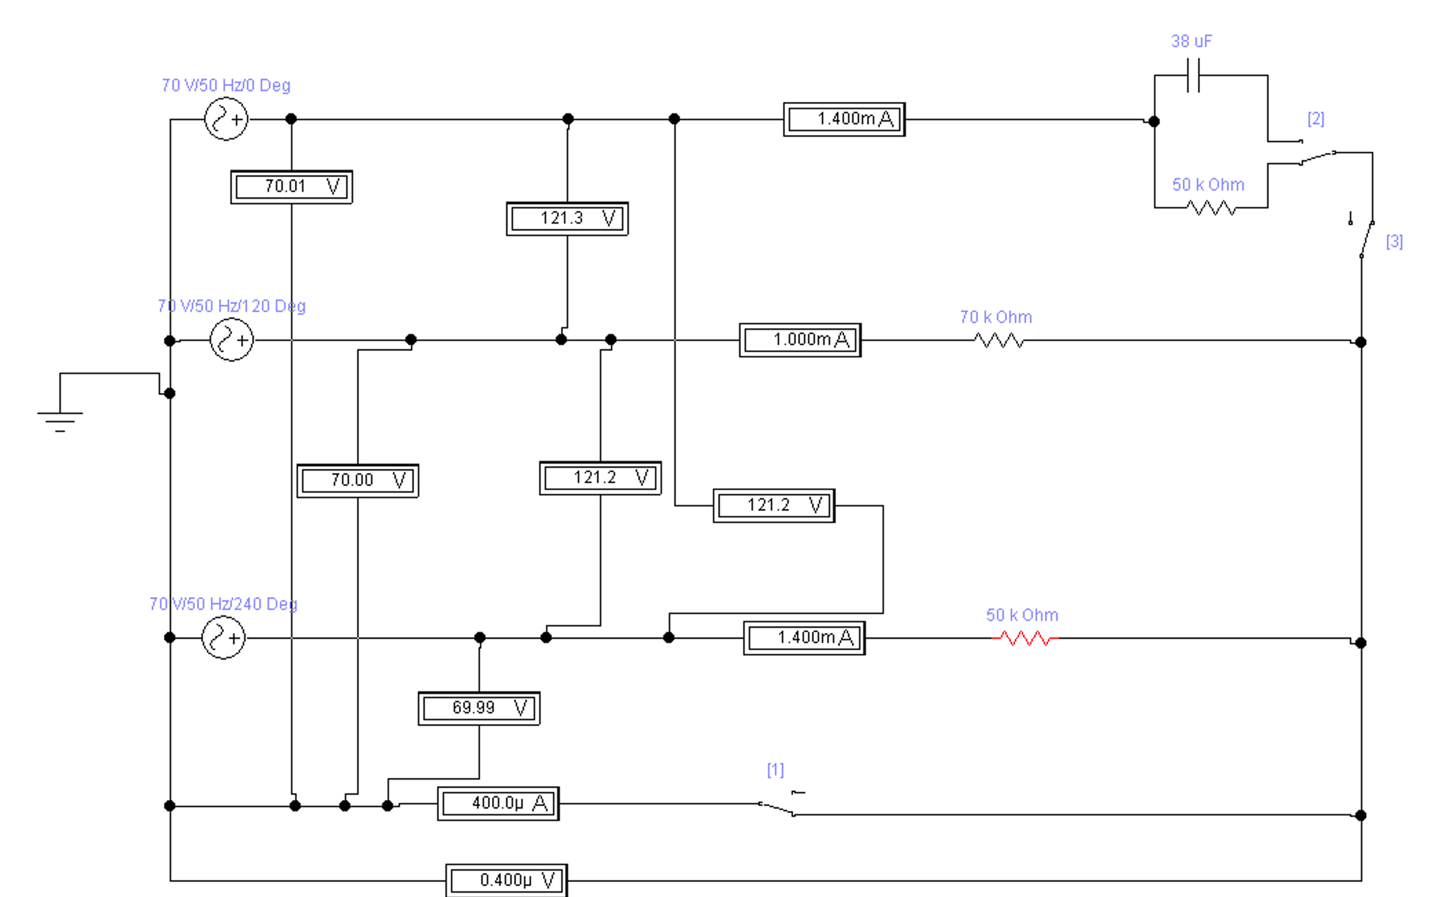 38 uF
70 V/50 Hz/0 Deg
1.400m A
[2]
70.01 V
50 k Ohm
121.3 V
[3]
70 V/50 Hz/120 Deg
70 k Ohm
1.000m A
70.00 V
121.2 V
121.2 V
70 V/50 Hz/240 Deg
50 k Ohm
1.400m A
69.99 V
[1]
400.0µ A
0.400µ V